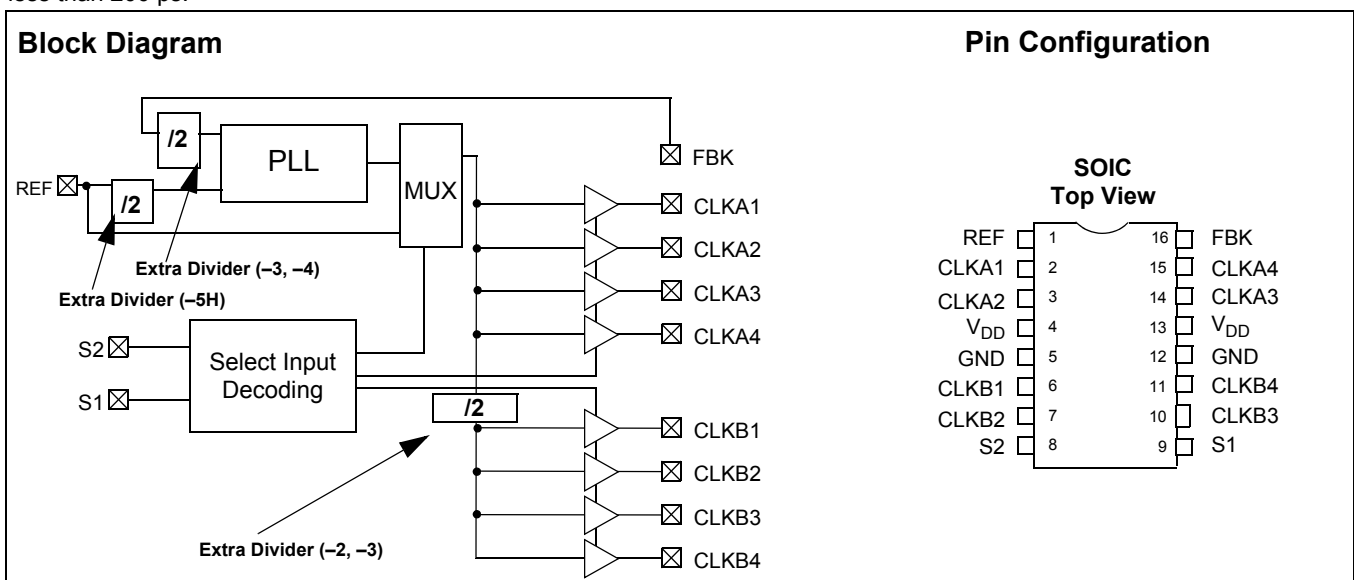 less than 200 ps.
Block Diagram
/2
PLL
MUX
FBK
REF
/2
CLKA1
CLKA2
Extra Divider (–3, –4)
Extra Divider (–5H)
CLKA3
CLKA4
S2
S1
Select Input
Decoding
/2
CLKB1
CLKB2
CLKB3
Extra Divider (–2, –3)
CLKB4
Pin Configuration
SOIC
Top View
REF 1 16 FBK
CLKA1 2 15 CLKA4
CLKA2 3 14 CLKA3
VDD 4 13 VDD
GND 5 12 GND
CLKB1 6 11 CLKB4
CLKB2 7 10 CLKB3
S2 8 9 S1